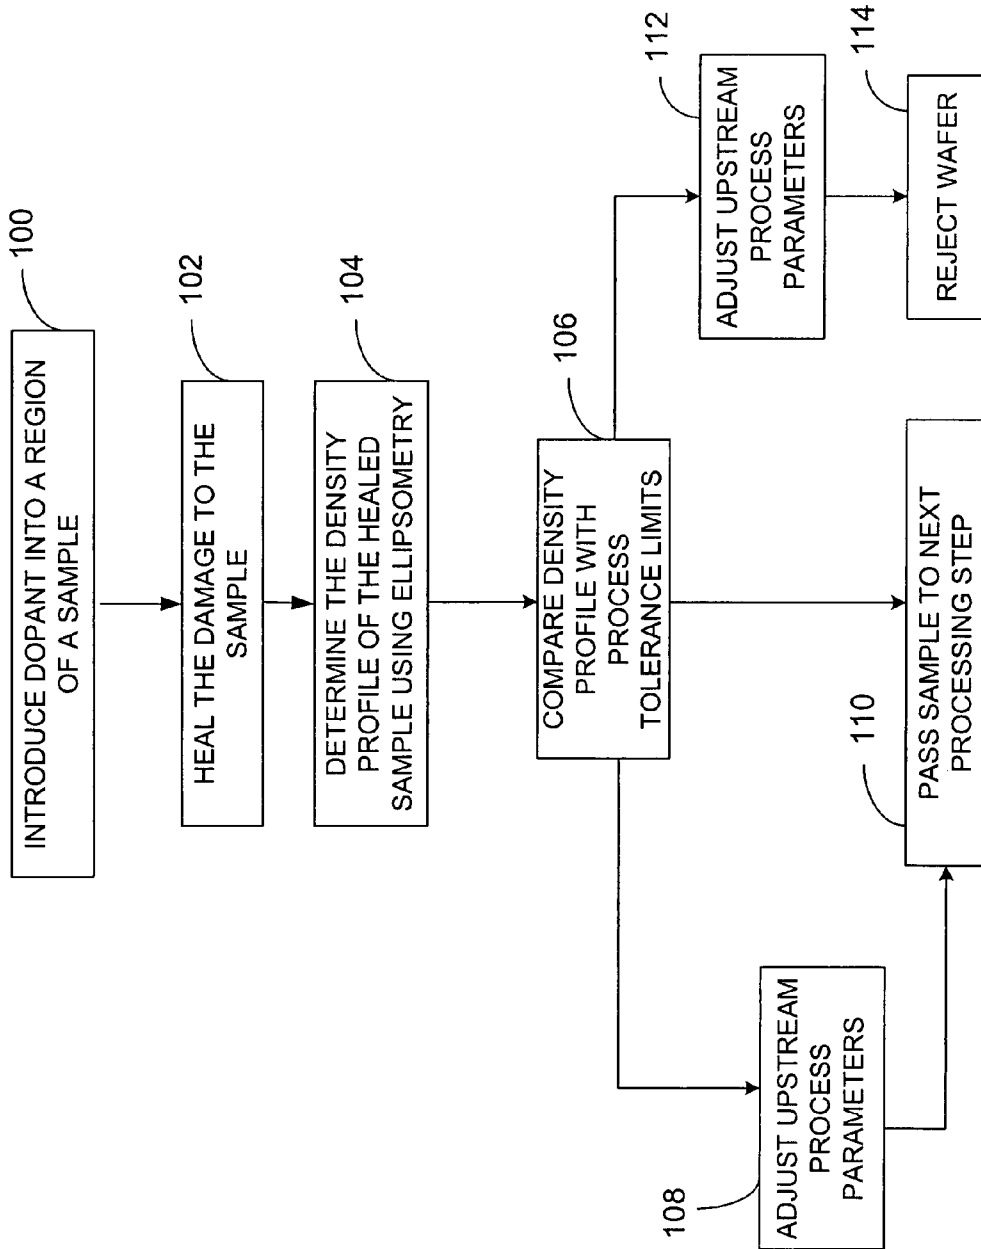 100
INTRODUCE DOPANT INTO A REGION
OF A SAMPLE
102
HEAL THE DAMAGE TO THE
SAMPLE
104
DETERMINE THE DENSITY
PROFILE OF THE HEALED
SAMPLE USING ELLIPSOMETRY
106
COMPARE DENSITY
PROFILE WITH
PROCESS
TOLERANCE LIMITS
108
ADJUST UPSTREAM
PROCESS
PARAMETERS
110
PASS SAMPLE TO NEXT
PROCESSING STEP
112
ADJUST UPSTREAM
PROCESS
PARAMETERS
114
REJECT WAFER